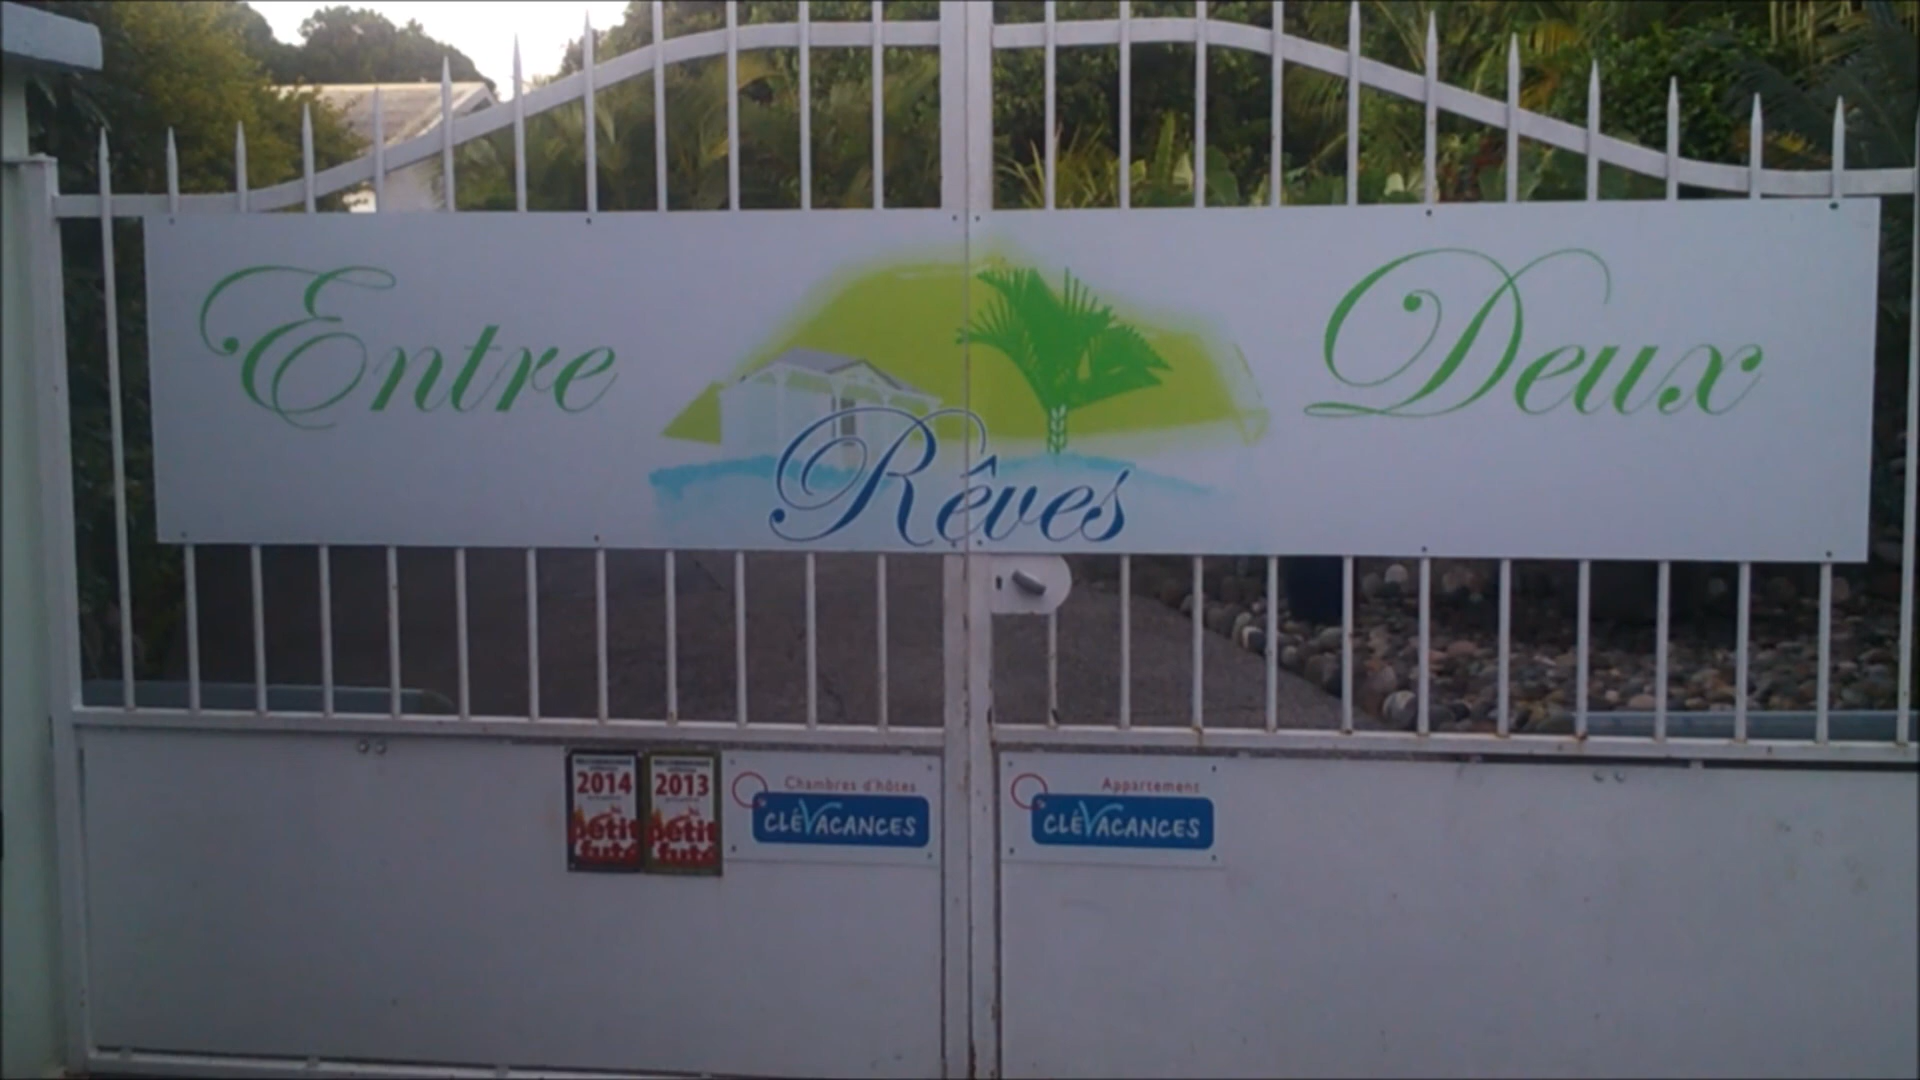 Entre Deux
Rêves
2014
petit
futé
2013
petit
futé
Chambres d'hôtes
CLÉVACANCES
Appartement
CLÉVACANCES